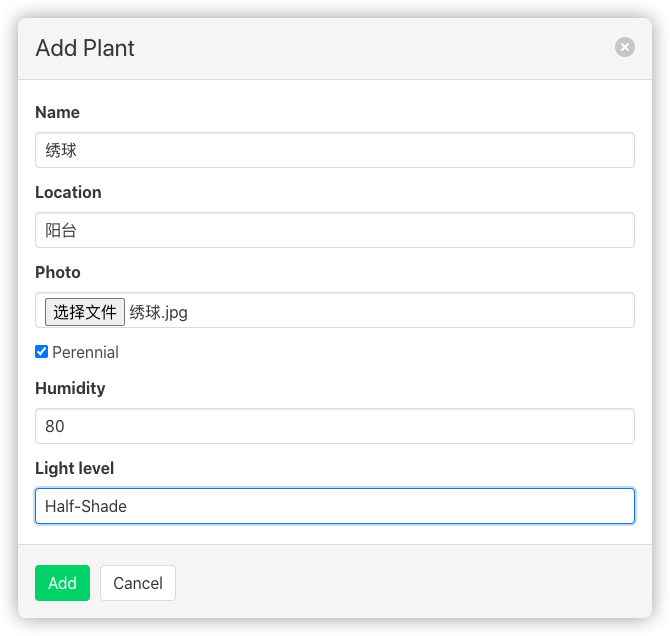 Add Plant
Name
绣球
Location
阳台
Photo
选择文件 绣球.jpg
Perennial
Humidity
80
Light level
Half-Shade
Add Cancel